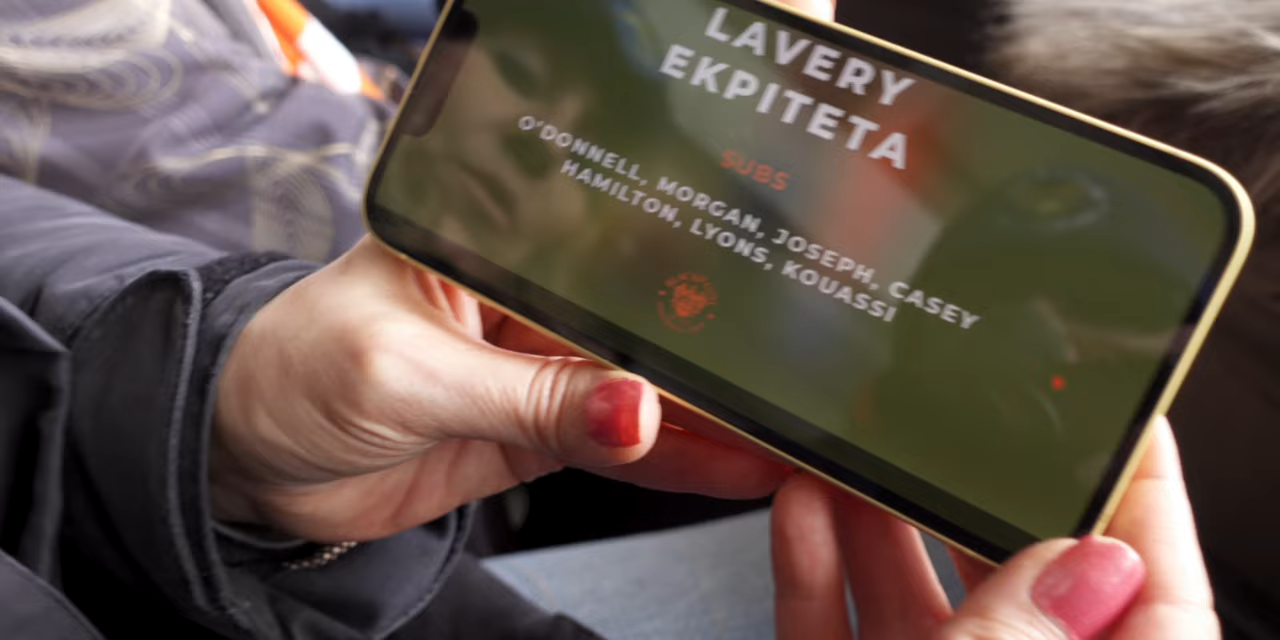 LAVERY
EKPITETA
SUBS
O'DONNELL, MORGAN, JOSEPH, CASEY
HAMILTON, LYONS, KOUASSI